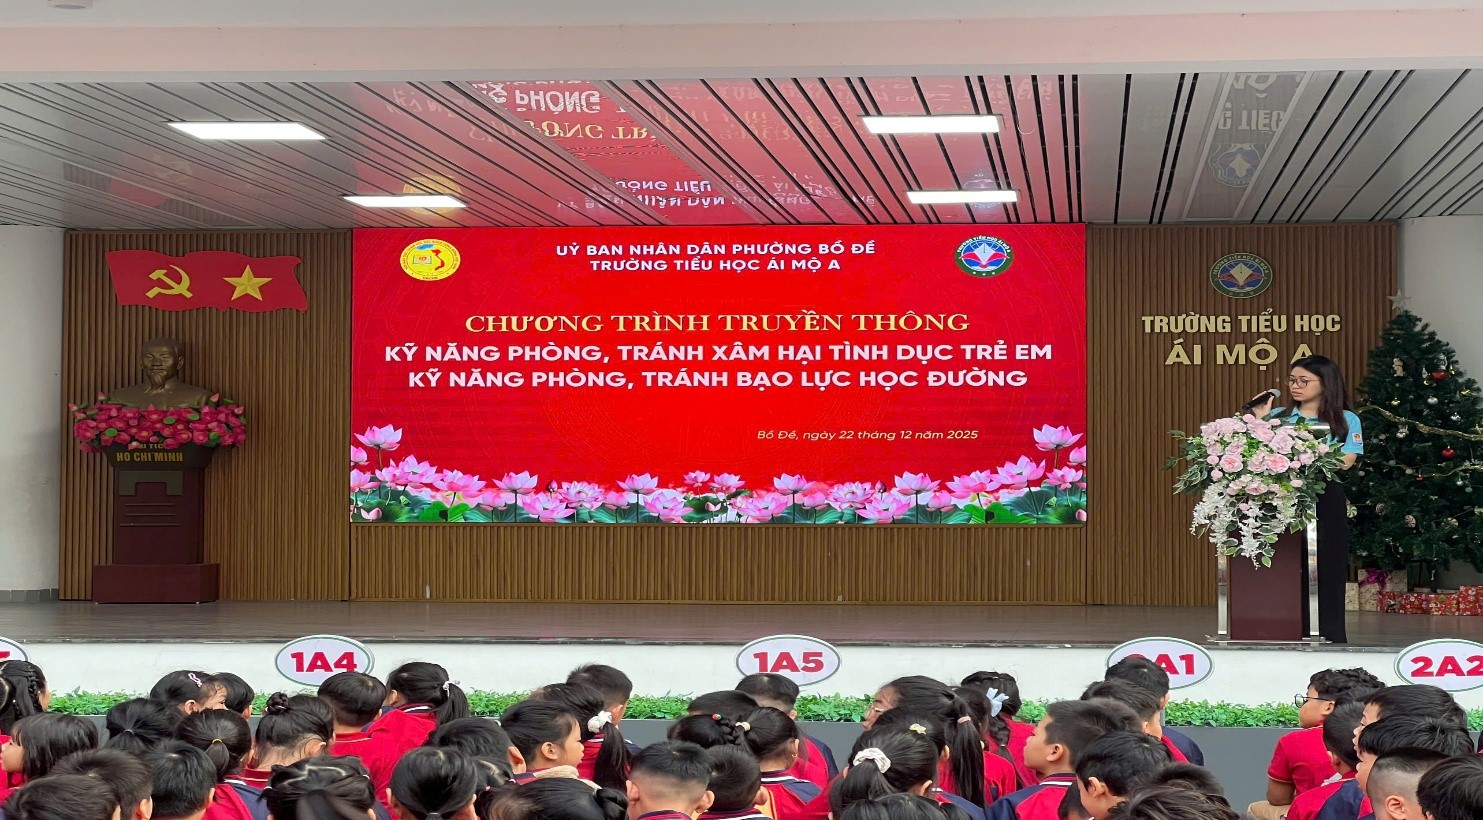 UỶ BAN NHÂN DÂN PHƯỜNG BỒ ĐỀ
TRƯỜNG TIỂU HỌC ÁI MỘ A
CHƯƠNG TRÌNH TRUYỀN THÔNG
KỸ NĂNG PHÒNG, TRÁNH XÂM HẠI TÌNH DỤC TRẺ EM
KỸ NĂNG PHÒNG, TRÁNH BẠO LỰC HỌC ĐƯỜNG
Bồ Đề, ngày 22 tháng 12 năm 2025
TRƯỜNG TIỂU HỌC
ÁI MỘ A
HỒ CHÍ MINH
1A4
1A5
2A1
2A2